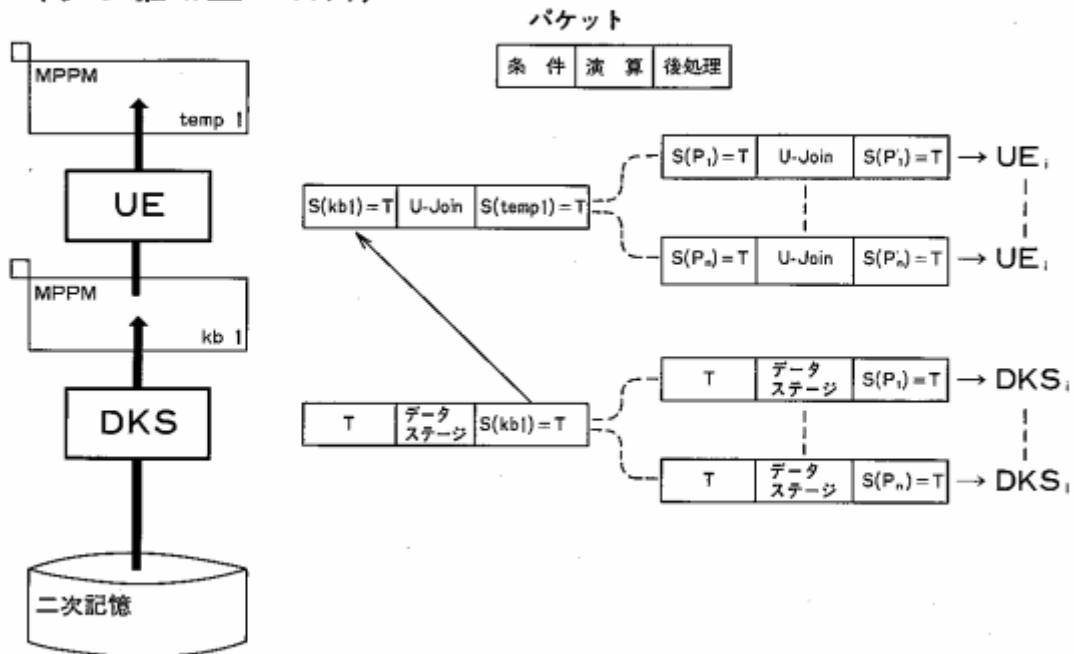 パケット
条 件 演 算 後処理
MPPM
temp 1
UE
MPPM
kb 1
DKS
二次記憶
S(kb1)=T U-Join S(temp1)=T
S(P₁)=T U-Join S(P'₁)=T → UEᵢ
S(Pₙ)=T U-Join S(P'ₙ)=T → UEⱼ
T データステージ S(kb1)=T
T データステージ S(P₁)=T → DKSᵢ
T データステージ S(Pₙ)=T → DKS